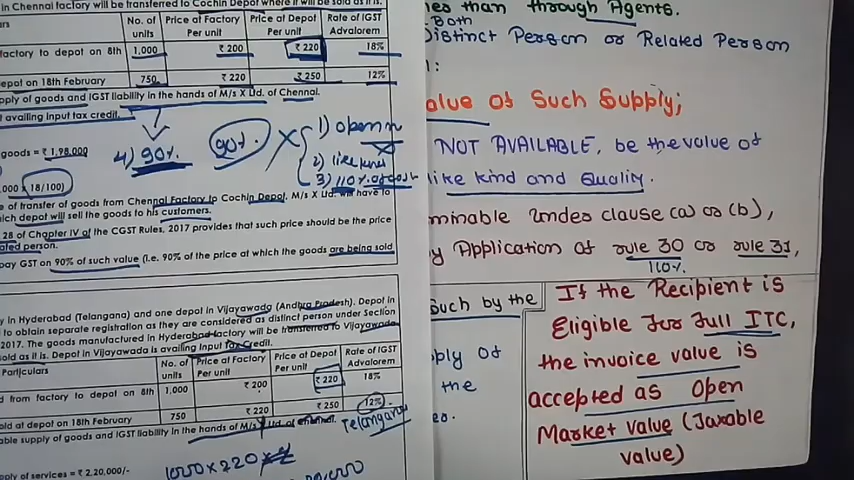 in Chennai factory will be transferred to Cochin Depot where it will be sold as it is.
ars
No. of units
Price at Factory Per unit
Price at Depot Per unit
Rate of IGST Advalorem
factory to depot on 8th
1,000
₹ 200
₹ 220
18%
depot on 18th February
750
₹ 220
₹ 250
12%
pply of goods and IGST liability in the hands of M/s X Ltd. of Chennai.
t availing input tax credit.
goods = ₹ 1,98,000
4) 90%.
90%.
1) open m
2) like kind
3) 110% of cost
000 x 18/100)
e of transfer of goods from Chennai Factory to Cochin Depot. M/s X Ltd. will have to
ich depot will sell the goods to his customers.
28 of Chapter IV of the CGST Rules, 2017 provides that such price should be the price
ated person.
pay GST on 90% of such value (i.e. 90% of the price at which the goods are being sold
y in Hyderabad (Telangana) and one depot in Vijayawada (Andhra Pradesh). Depot in
to obtain separate registration as they are considered as distinct person under Section
2017. The goods manufactured in Hyderabad factory will be transferred to Vijayawada
old as it is. Depot in Vijayawada is availing Input Tax Credit.
Particulars
No. of units
Price at Factory Per unit
Price at Depot Per unit
Rate of IGST Advalorem
d from factory to depot on 8th
1,000
₹ 200
₹ 220
18%
old at depot on 18th February
750
₹ 220
₹ 250
12%
able supply of goods and IGST liability in the hands of M/s X Ltd. of Chennai.
Telangana
pply of services = ₹ 2,20,000/-
1000 x 220
nes than through Agents.
Both
Distinct Person or Related Person
:
alue of Such Supply;
NOT AVAILABLE, be the value of
like kind and Quality.
minable under clause (a) or (b),
y Application of rule 30 or rule 31,
110%.
Such by the
pply of
the
If the Recipient is
Eligible for full ITC,
the invoice value is
accepted as Open
Market value (Taxable
value)